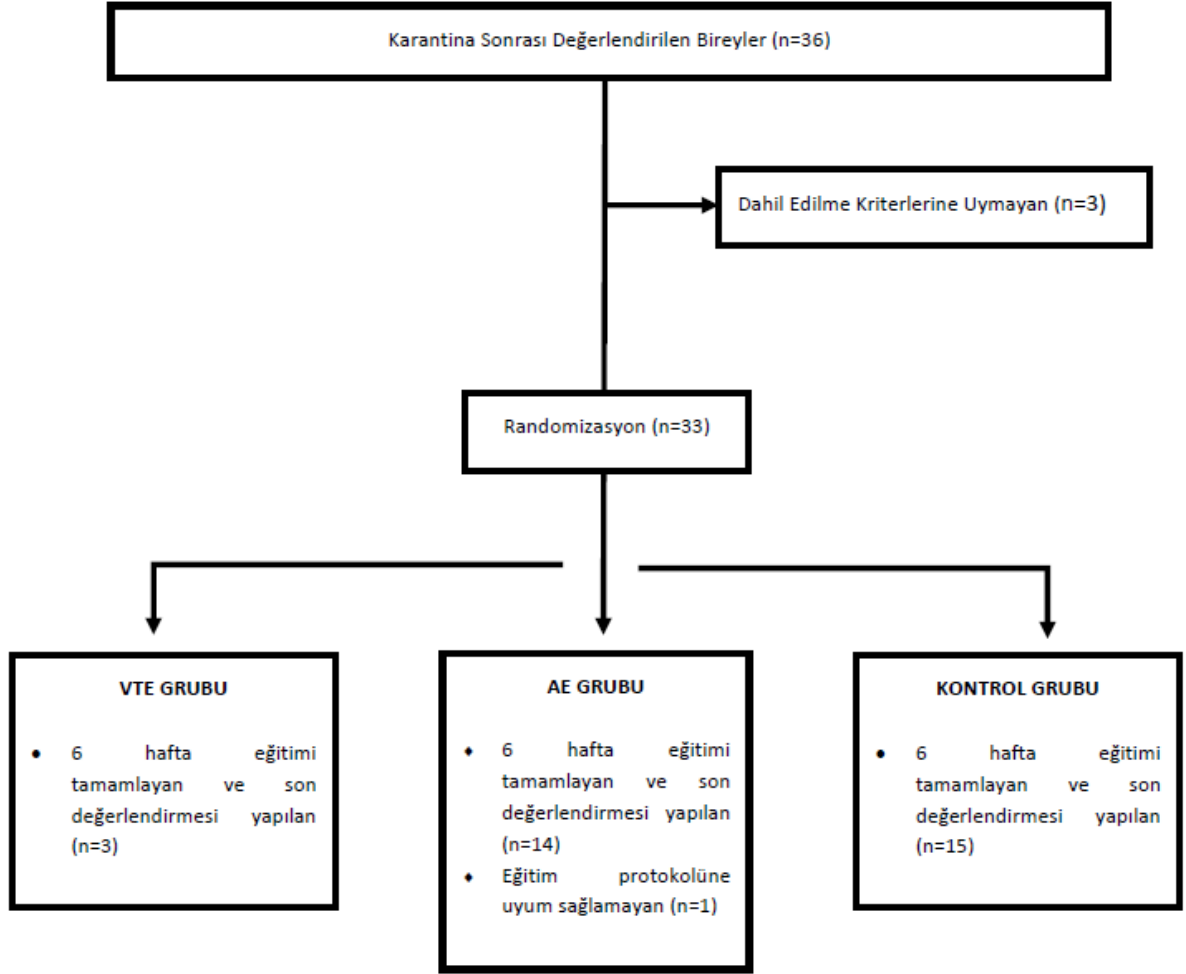 Karantina Sonrası Değerlendirilen Bireyler (n=36)
Dahil Edilme Kriterlerine Uymayan (n=3)
Randomizasyon (n=33)
VTE GRUBU
• 6 hafta eğitimi
tamamlayan ve son
değerlendirmesi yapılan
(n=3)
AE GRUBU
♦ 6 hafta eğitimi
tamamlayan ve son
değerlendirmesi yapılan
(n=14)
♦ Eğitim protokolüne
uyum sağlamayan (n=1)
KONTROL GRUBU
• 6 hafta eğitimi
tamamlayan ve son
değerlendirmesi yapılan
(n=15)